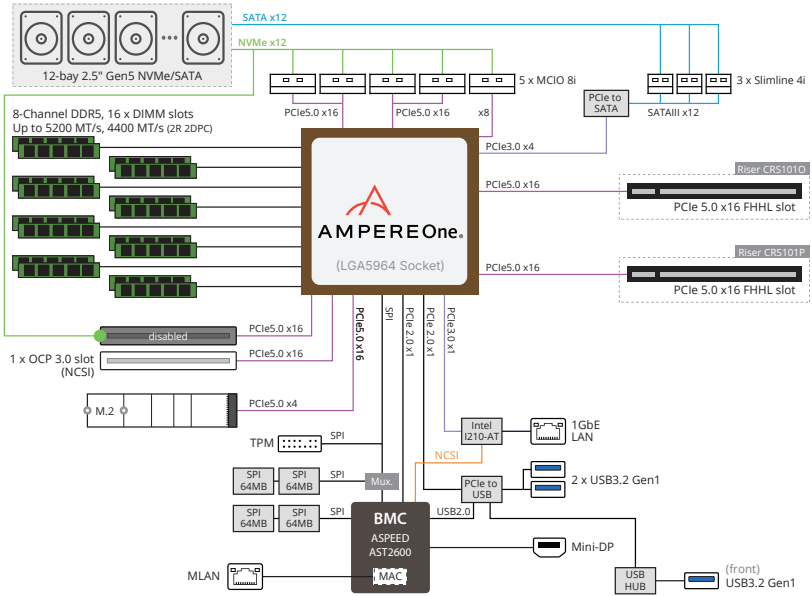 SATA x12
NVMe x12
12-bay 2.5" Gen5 NVMe/SATA
5 x MCIO 8i
3 x Slimline 4i
PCIe to
SATA
SATAIII x12
8-Channel DDR5, 16 x DIMM slots
Up to 5200 MT/s, 4400 MT/s (2R 2DPC)
PCIe5.0 x16
PCIe5.0 x16
x8
PCIe3.0 x4
Riser CRS101O
PCIe5.0 x16
PCIe 5.0 x16 FHHL slot
AMPEREOne®
(LGA5964 Socket)
Riser CRS101P
PCIe5.0 x16
PCIe 5.0 x16 FHHL slot
disabled
PCIe5.0 x16
1 x OCP 3.0 slot
(NCSI)
PCIe5.0 x16
PCIe5.0 x16
SPI
PCIe 2.0 x1
PCIe 2.0 x1
PCIe3.0 x1
M.2
PCIe5.0 x4
TPM
SPI
Intel
I210-AT
1GbE
LAN
NCSI
SPI
64MB
SPI
64MB
SPI
Mux.
PCIe to
USB
2 x USB3.2 Gen1
SPI
64MB
SPI
64MB
SPI
USB2.0
BMC
ASPEED
AST2600
MAC
MLAN
Mini-DP
USB
HUB
(front)
USB3.2 Gen1